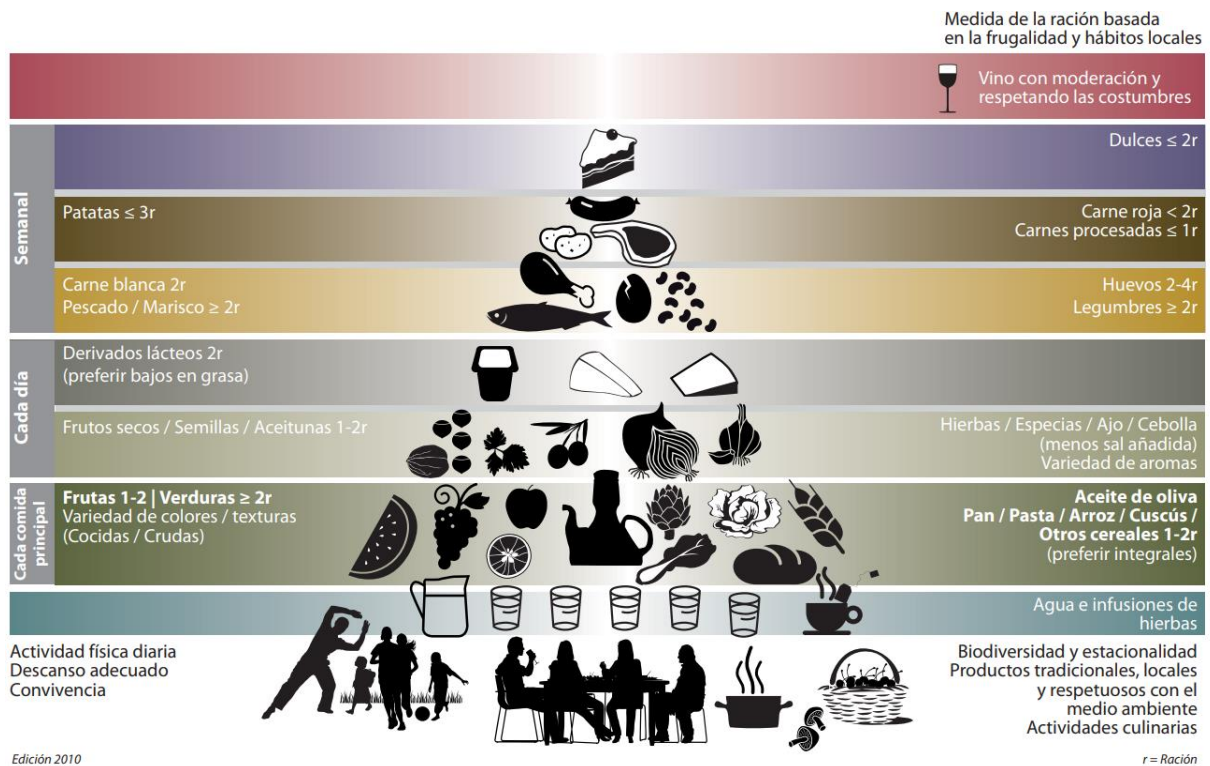 Medida de la ración basada
en la frugalidad y hábitos locales
Vino con moderación y
respetando las costumbres
Semanal
Dulces ≤ 2r
Patatas ≤ 3r
Carne roja < 2r
Carnes procesadas ≤ 1r
Carne blanca 2r
Pescado / Marisco ≥ 2r
Huevos 2-4r
Legumbres ≥ 2r
Cada día
Derivados lácteos 2r
(preferir bajos en grasa)
Frutos secos / Semillas / Aceitunas 1-2r
Hierbas / Especias / Ajo / Cebolla
(menos sal añadida)
Variedad de aromas
Cada comida
principal
Frutas 1-2 | Verduras ≥ 2r
Variedad de colores / texturas
(Cocidas / Crudas)
Aceite de oliva
Pan / Pasta / Arroz / Cuscús /
Otros cereales 1-2r
(preferir integrales)
Agua e infusiones de
hierbas
Actividad física diaria
Descanso adecuado
Convivencia
Biodiversidad y estacionalidad
Productos tradicionales, locales
y respetuosos con el
medio ambiente
Actividades culinarias
Edición 2010
r = Ración